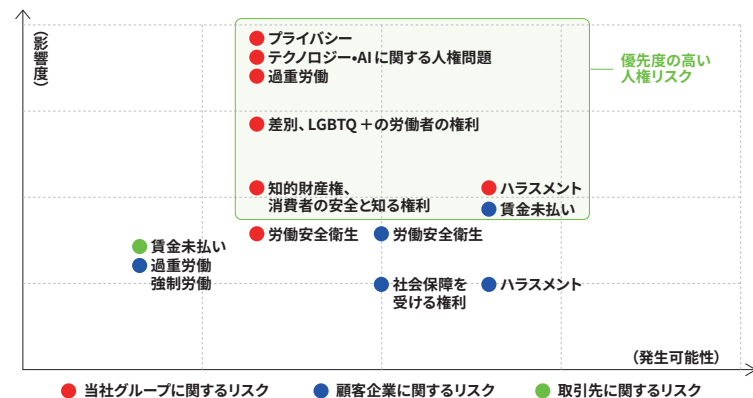 (影響度)
プライバシー
テクノロジー・AIに関する人権問題
過重労働
差別、LGBTQ＋の労働者の権利
知的財産権、
消費者の安全と知る権利
ハラスメント
賃金未払い
優先度の高い
人権リスク
労働安全衛生
労働安全衛生
賃金未払い
過重労働
強制労働
社会保障を
受ける権利
ハラスメント
(発生可能性)
当社グループに関するリスク
顧客企業に関するリスク
取引先に関するリスク